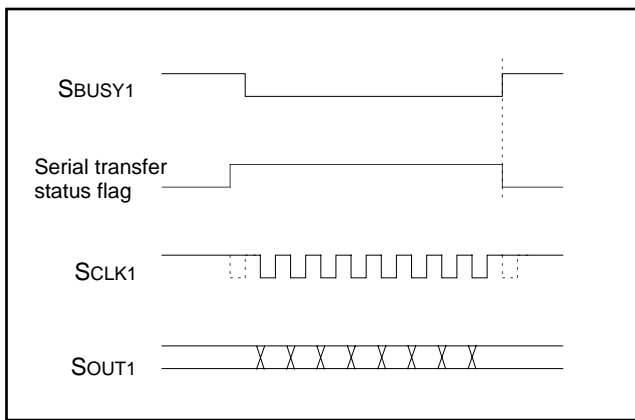 SBUSY1
Serial transfer
status flag
SCLK1
SOUT1